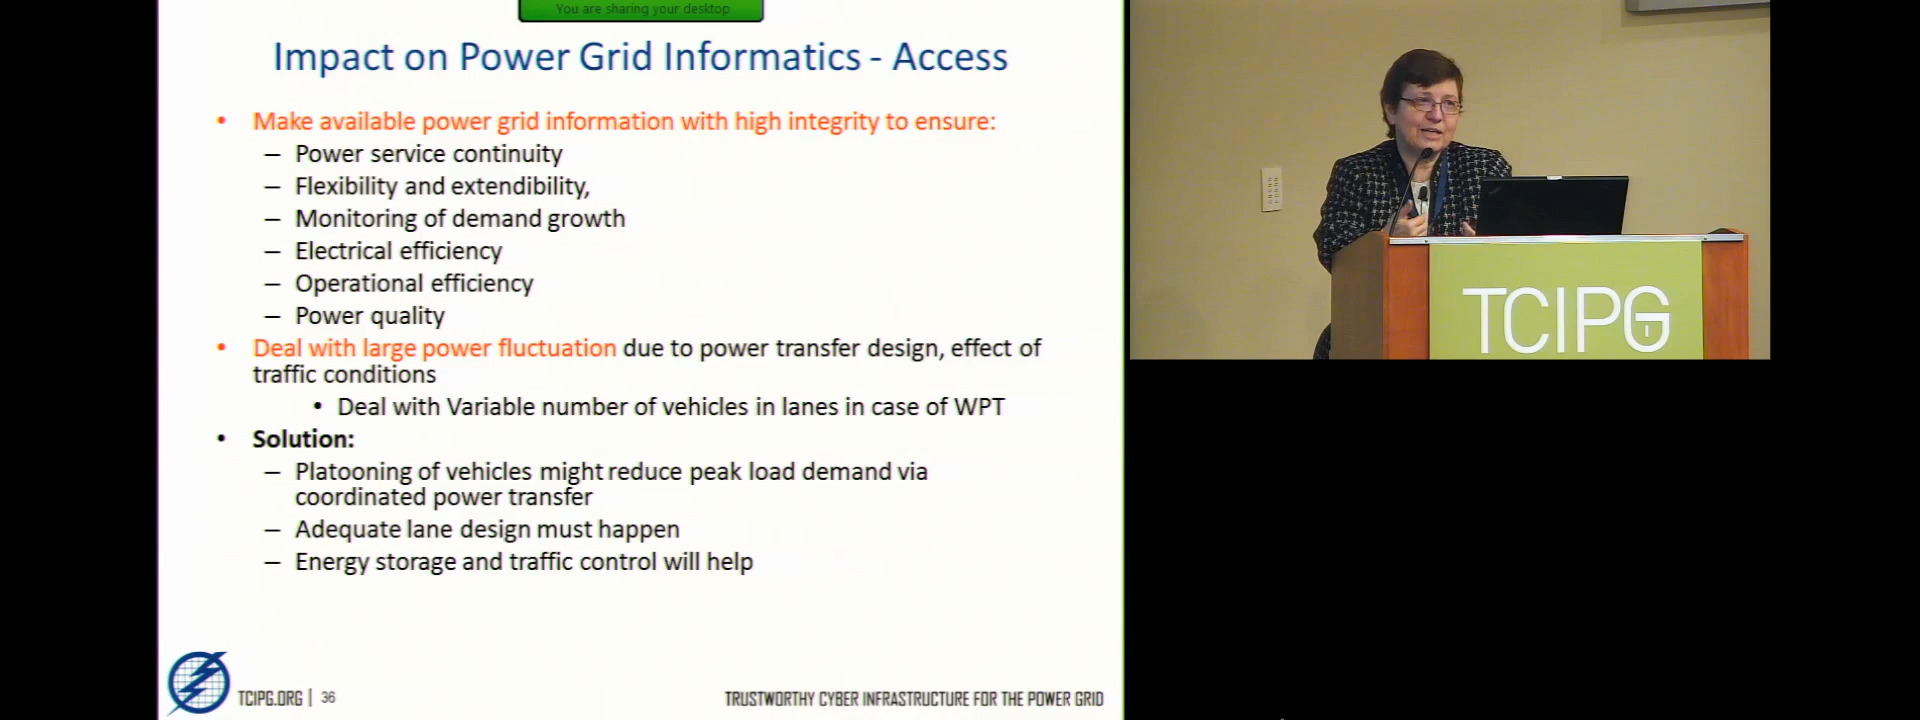 You are sharing your desktop
Impact on Power Grid Informatics - Access
• Make available power grid information with high integrity to ensure:
– Power service continuity
– Flexibility and extendibility,
– Monitoring of demand growth
– Electrical efficiency
– Operational efficiency
– Power quality
• Deal with large power fluctuation due to power transfer design, effect of
traffic conditions
• Deal with Variable number of vehicles in lanes in case of WPT
• Solution:
– Platooning of vehicles might reduce peak load demand via
coordinated power transfer
– Adequate lane design must happen
– Energy storage and traffic control will help
TCIPG.ORG | 36
TRUSTWORTHY CYBER INFRASTRUCTURE FOR THE POWER GRID
TCIPG